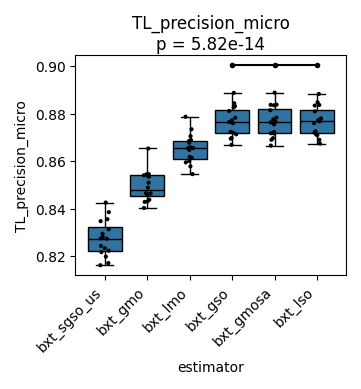 TL_precision_micro
p = 5.82e-14
0.90
0.88
0.86
0.84
0.82
TL_precision_micro
bxt_sgso_us
bxt_gmo
bxt_lmo
bxt_gso
bxt_gmosa
bxt_lso
estimator